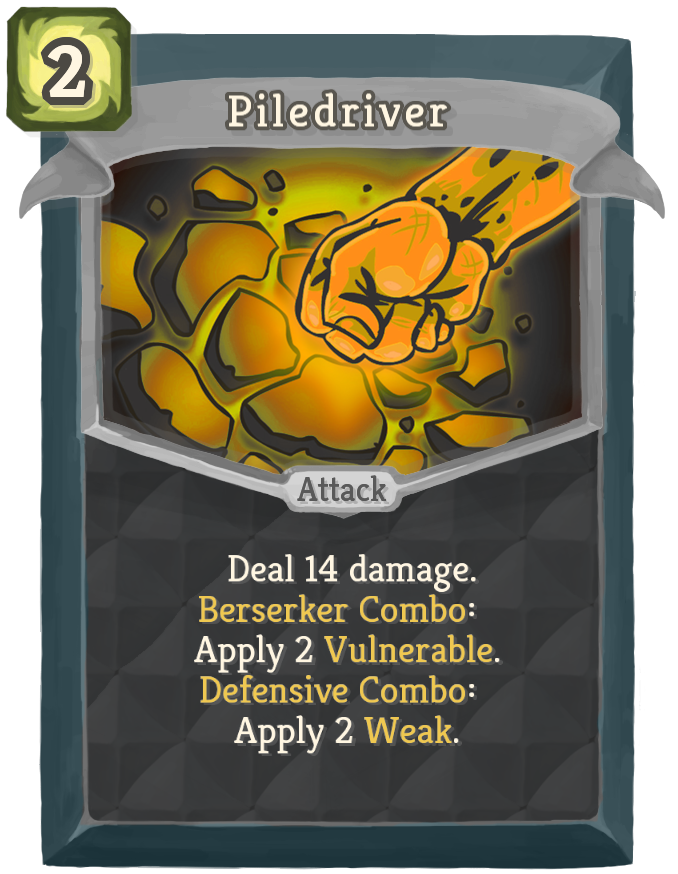 2
Piledriver
Attack
Deal 14 damage.
Berserker Combo:
Apply 2 Vulnerable.
Defensive Combo:
Apply 2 Weak.